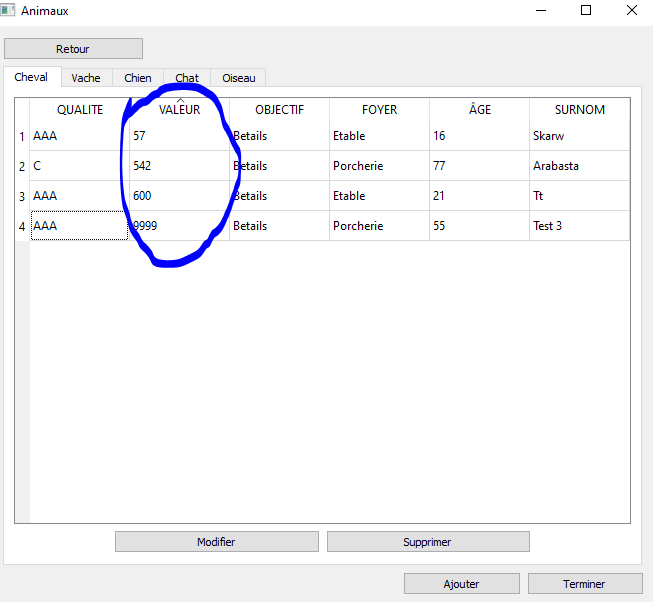 Animaux
Retour
Cheval Vache Chien Chat Oiseau
QUALITE VALEUR OBJECTIF FOYER ÂGE SURNOM
1 AAA 57 Betails Etable 16 Skarw
2 C 542 Betails Porcherie 77 Arabasta
3 AAA 600 Betails Etable 21 Tt
4 AAA 9999 Betails Porcherie 55 Test 3
Modifier Supprimer
Ajouter Terminer